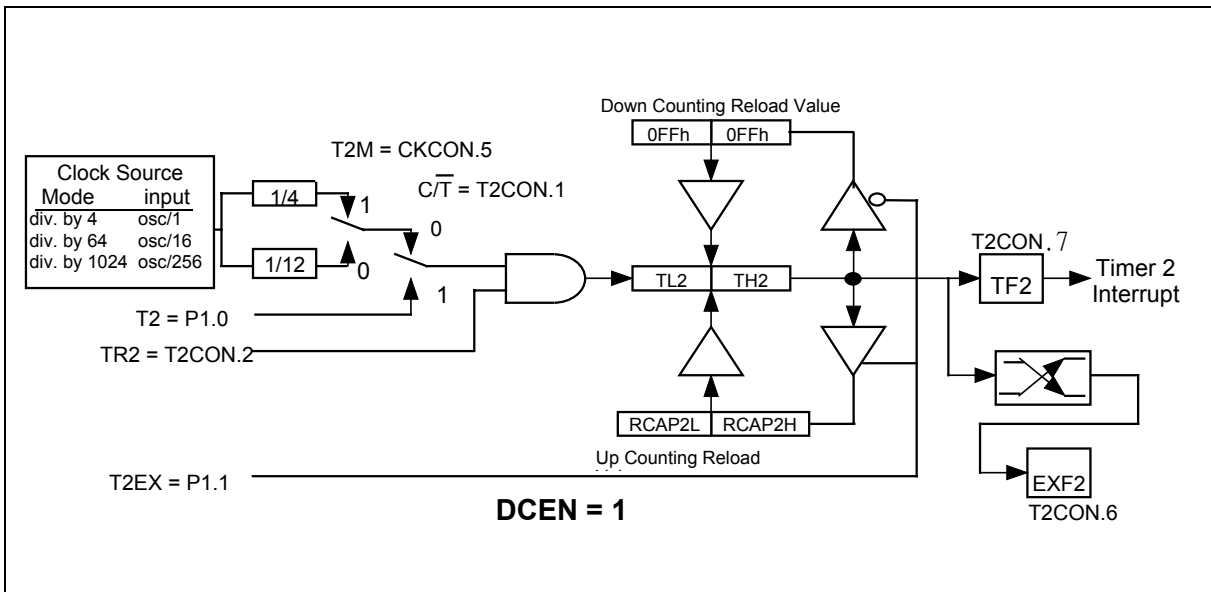 Down Counting Reload Value
0FFh 0FFh
T2M = CKCON.5
C/T̅ = T2CON.1
Clock Source
Mode input
div. by 4 osc/1
div. by 64 osc/16
div. by 1024 osc/256
1/4
1
0
1/12
0
1
T2CON.7
TL2 TH2
TF2
Timer 2
Interrupt
T2 = P1.0
TR2 = T2CON.2
RCAP2L RCAP2H
Up Counting Reload
T2EX = P1.1
EXF2
DCEN = 1
T2CON.6